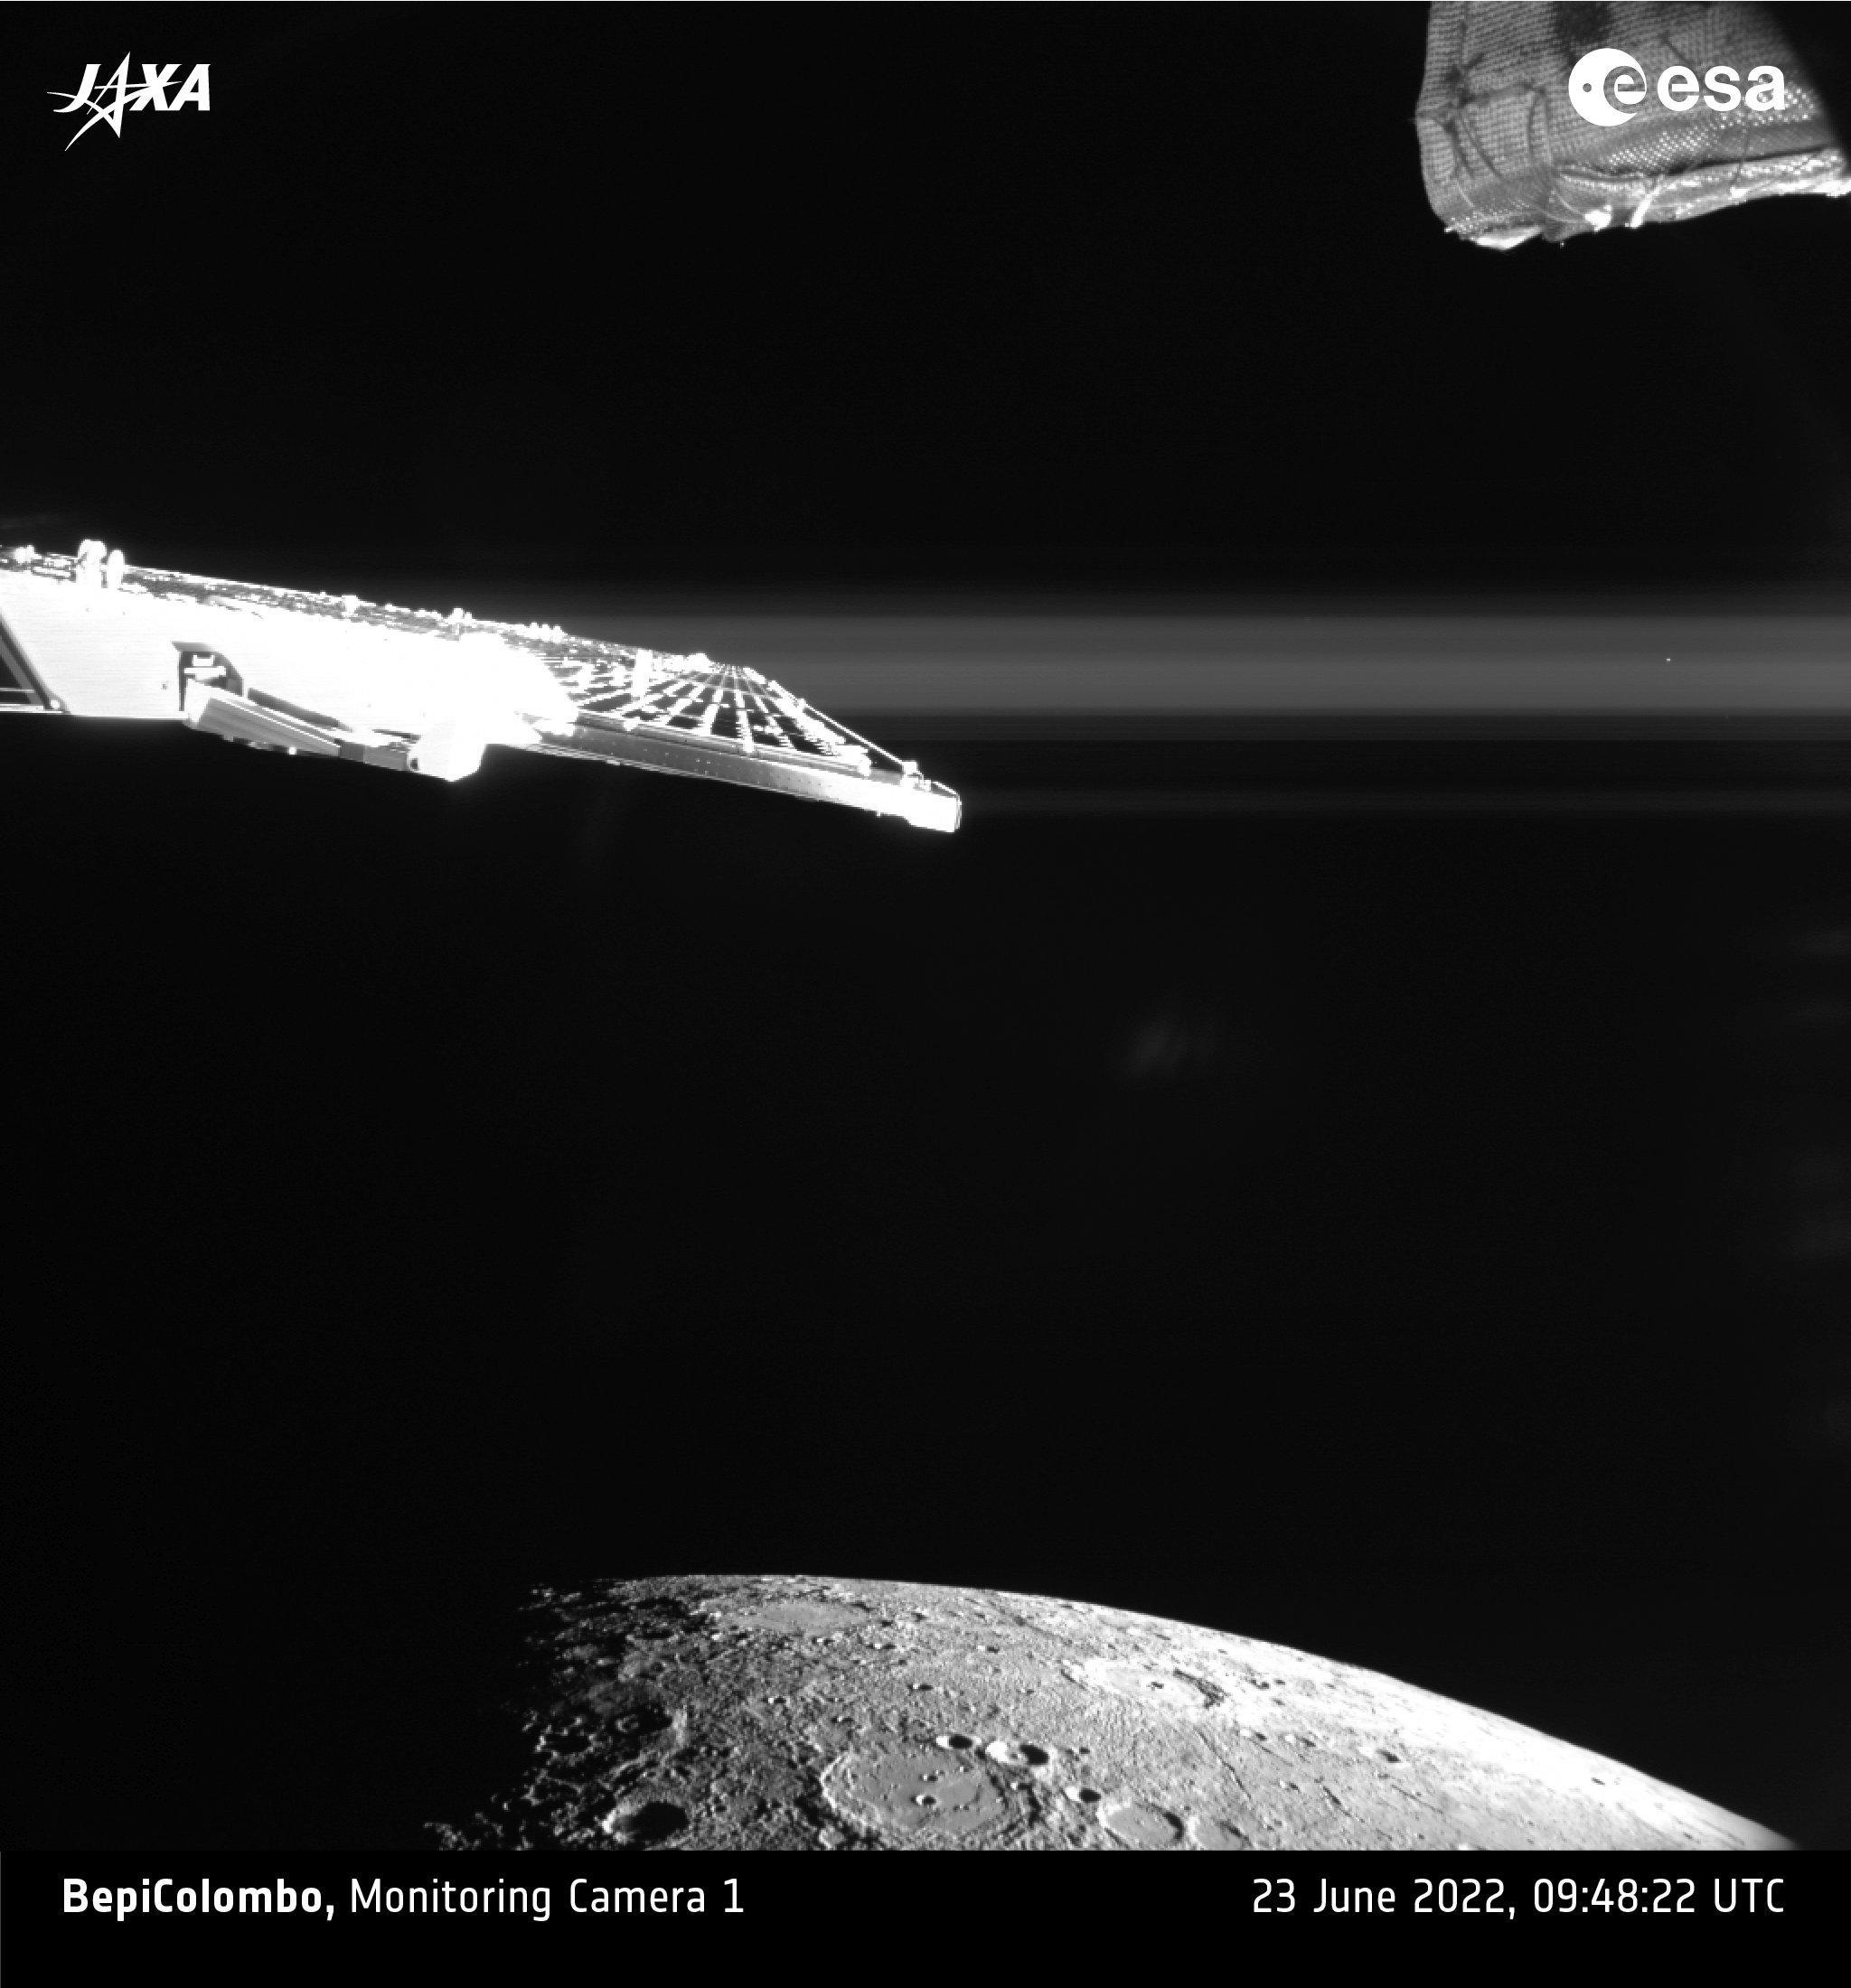 JAXA
esa
BepiColombo, Monitoring Camera 1
23 June 2022, 09:48:22 UTC